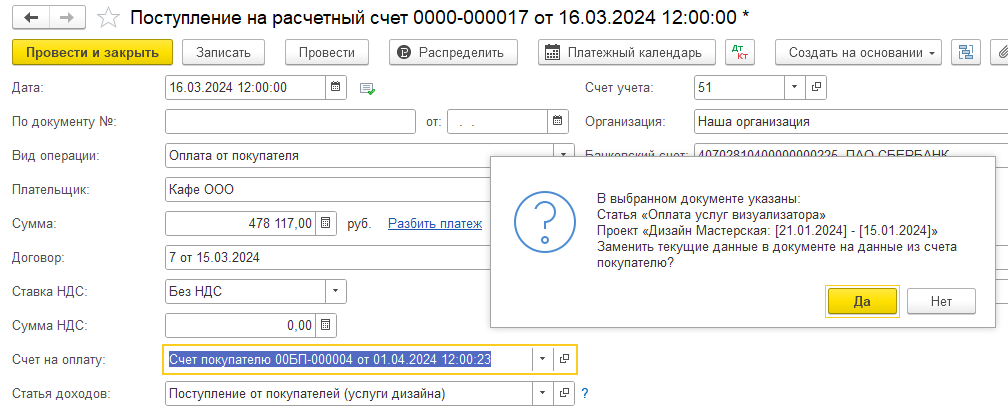 Поступление на расчетный счет 0000-000017 от 16.03.2024 12:00:00 *
Провести и закрыть Записать Провести Распределить Платежный календарь Дт Кт Создать на основании
Дата: 16.03.2024 12:00:00 Счет учета: 51
По документу №: от: . . Организация: Наша организация
Вид операции: Оплата от покупателя Банковский счет: 40702810400000000225, ПАО СБЕРБАНК
Плательщик: Кафе ООО
Сумма: 478 117,00 руб. Разбить платеж
Договор: 7 от 15.03.2024
Ставка НДС: Без НДС
Сумма НДС: 0,00
Счет на оплату: Счет покупателю 00БП-000004 от 01.04.2024 12:00:23
Статья доходов: Поступление от покупателей (услуги дизайна) ?
В выбранном документе указаны:
Статья «Оплата услуг визуализатора»
Проект «Дизайн Мастерская: [21.01.2024] - [15.01.2024]»
Заменить текущие данные в документе на данные из счета
покупателю?
Да Нет